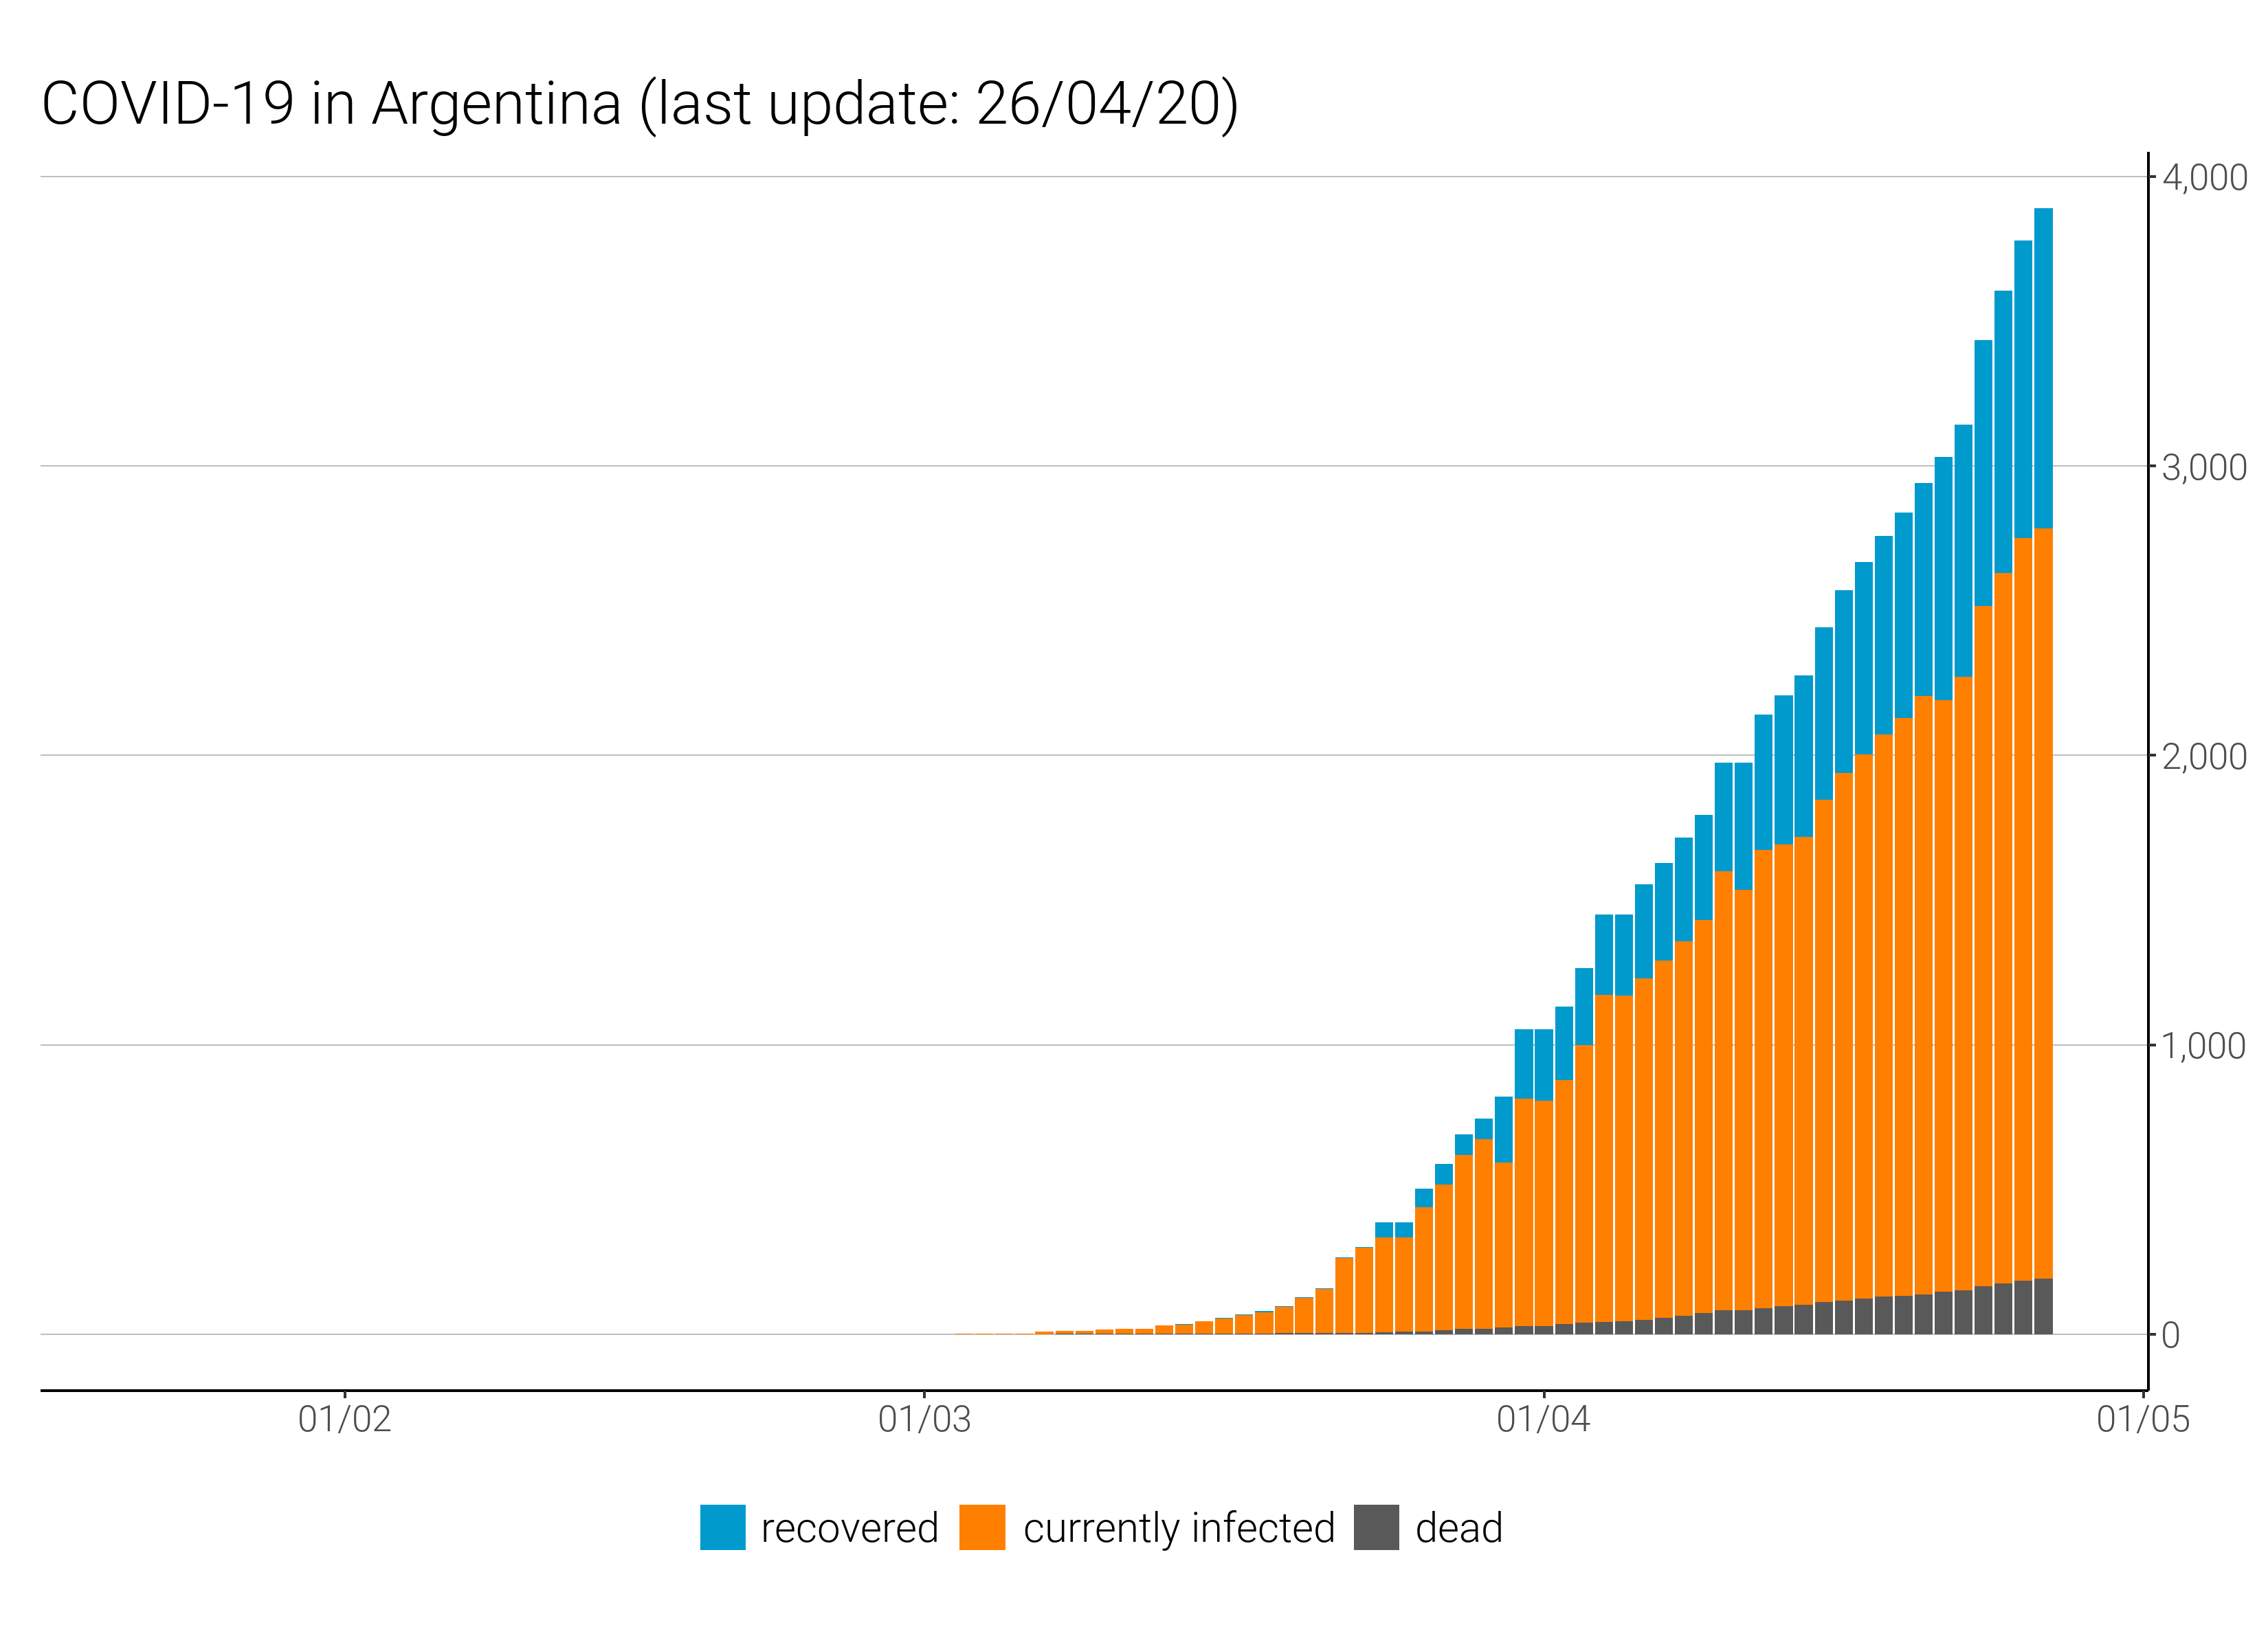 COVID-19 in Argentina (last update: 26/04/20)
4,000
3,000
2,000
1,000
0
01/02 01/03 01/04 01/05
recovered currently infected dead